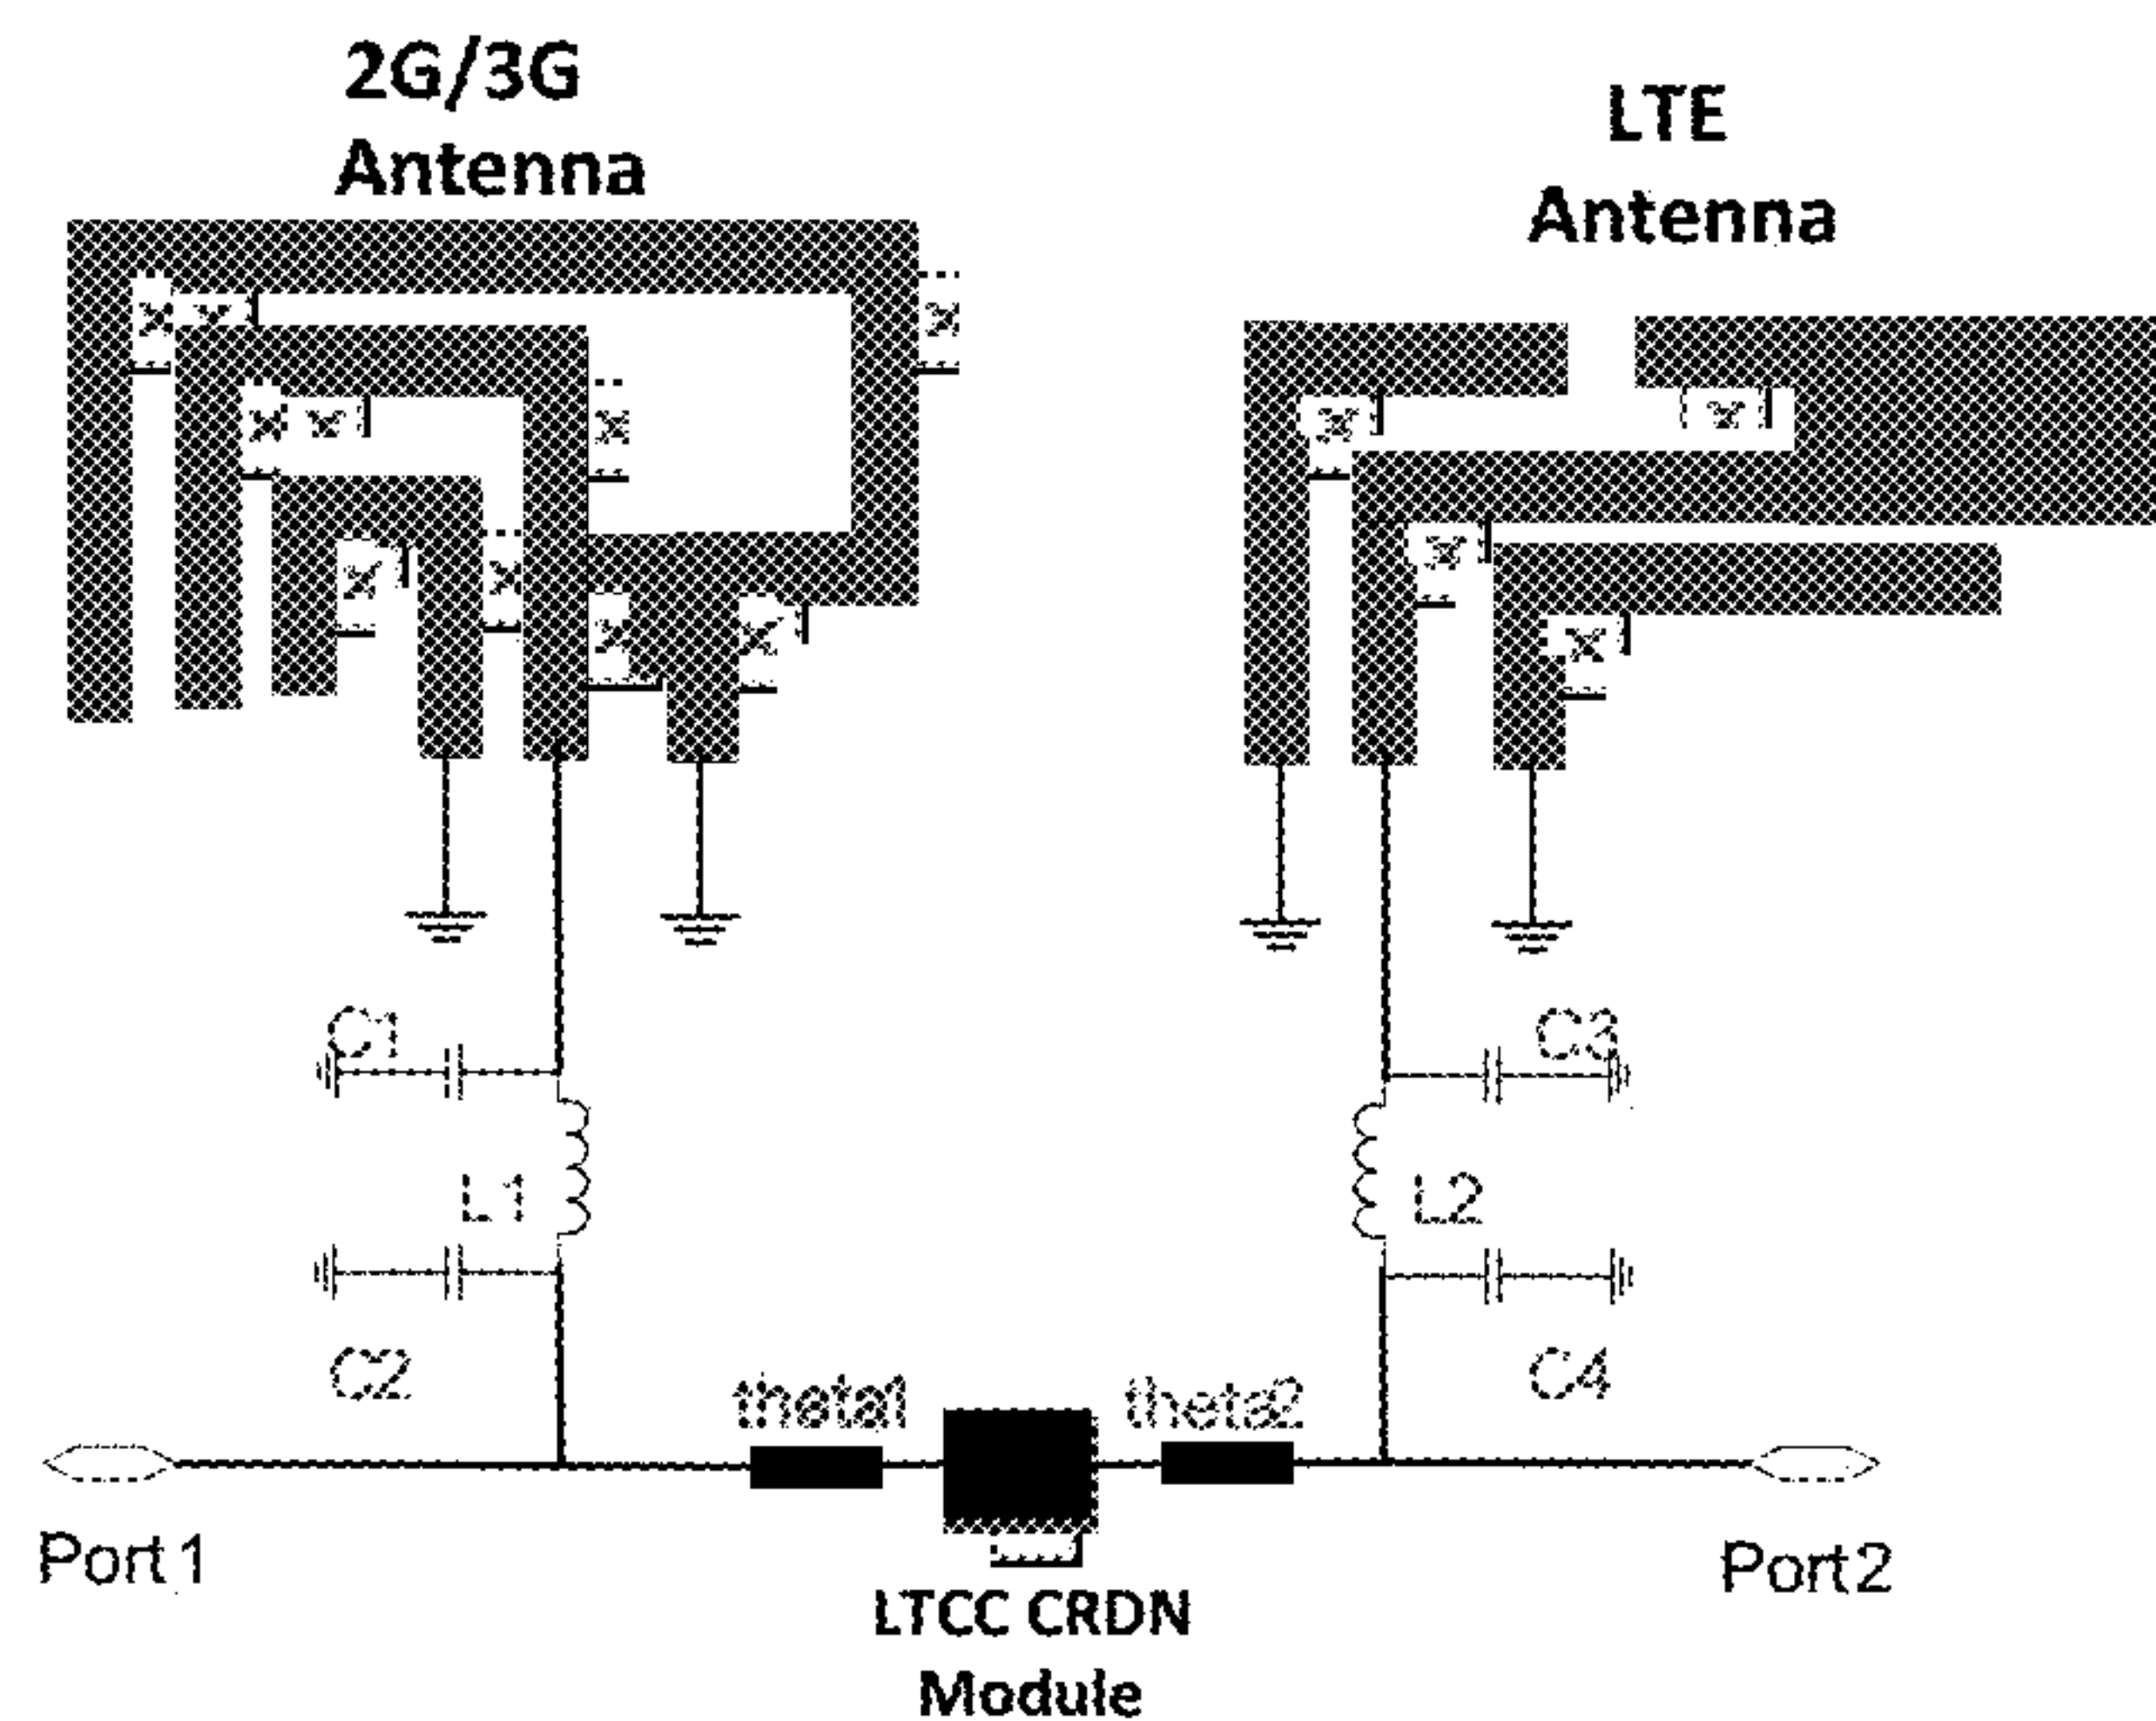 2G/3G
Antenna
LTE
Antenna
C1
C3
L1
L2
C2
C4
theta1
theta2
Port1
Port2
LTCC CRDN
Module